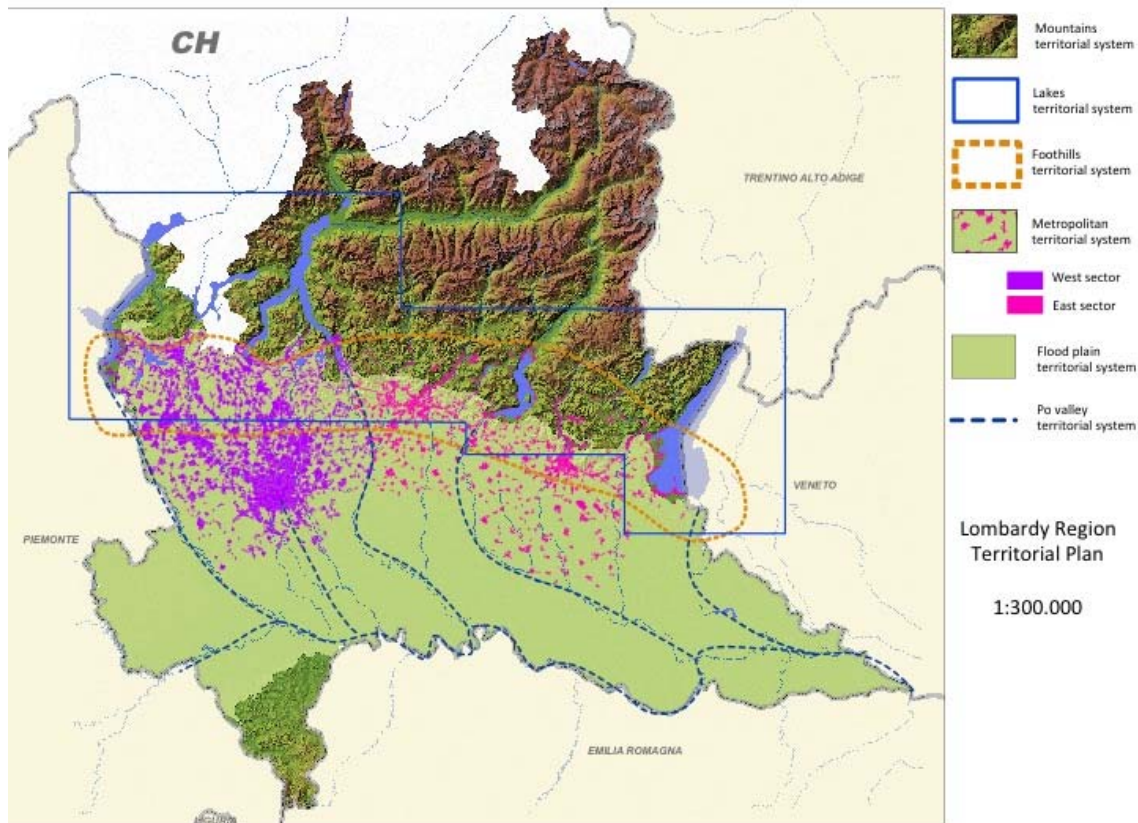 CH
TRENTINO ALTO ADIGE
VENETO
PIEMONTE
EMILIA ROMAGNA
Mountains
territorial system
Lakes
territorial system
Foothills
territorial system
Metropolitan
territorial system
West sector
East sector
Flood plain
territorial system
Po valley
territorial system
Lombardy Region
Territorial Plan
1:300.000